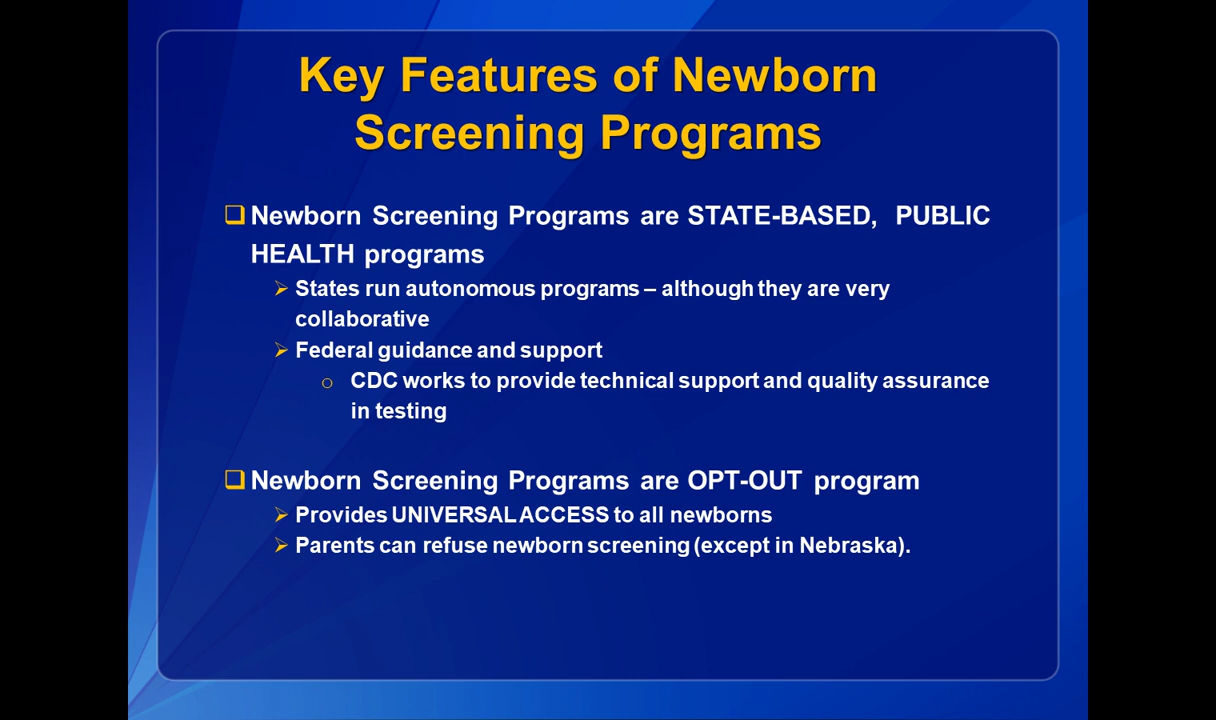 Key Features of Newborn
Screening Programs
Newborn Screening Programs are STATE-BASED, PUBLIC
HEALTH programs
States run autonomous programs – although they are very
collaborative
Federal guidance and support
CDC works to provide technical support and quality assurance
in testing
Newborn Screening Programs are OPT-OUT program
Provides UNIVERSAL ACCESS to all newborns
Parents can refuse newborn screening (except in Nebraska).